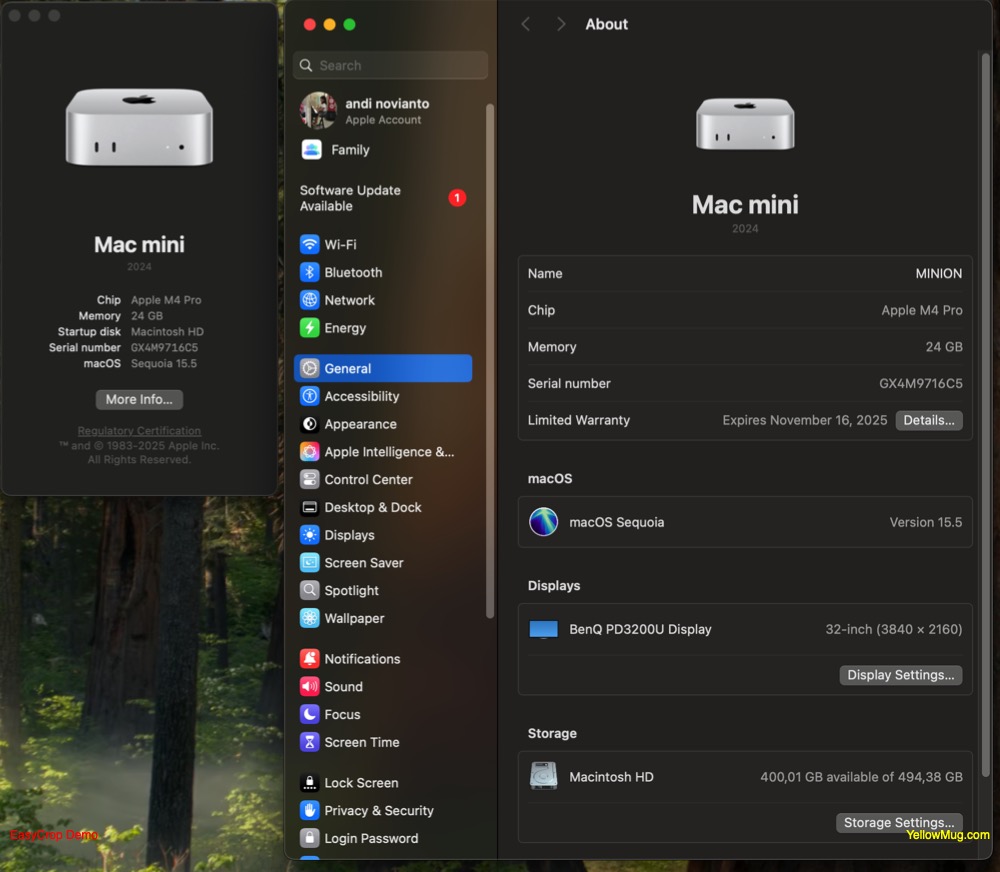 Mac mini
2024
Chip Apple M4 Pro
Memory 24 GB
Startup disk Macintosh HD
Serial number GX4M9716C5
macOS Sequoia 15.5
More Info...
Regulatory Certification
™ and © 1983-2025 Apple Inc.
All Rights Reserved.
EasyCrop Demo
Search
andi novianto
Apple Account
Family
Software Update
Available
1
Wi-Fi
Bluetooth
Network
Energy
General
Accessibility
Appearance
Apple Intelligence &...
Control Center
Desktop & Dock
Displays
Screen Saver
Spotlight
Wallpaper
Notifications
Sound
Focus
Screen Time
Lock Screen
Privacy & Security
Login Password
About
Mac mini
2024
Name MINION
Chip Apple M4 Pro
Memory 24 GB
Serial number GX4M9716C5
Limited Warranty Expires November 16, 2025 Details...
macOS
macOS Sequoia Version 15.5
Displays
BenQ PD3200U Display 32-inch (3840 × 2160)
Display Settings...
Storage
Macintosh HD 400,01 GB available of 494,38 GB
Storage Settings...
YellowMug.com